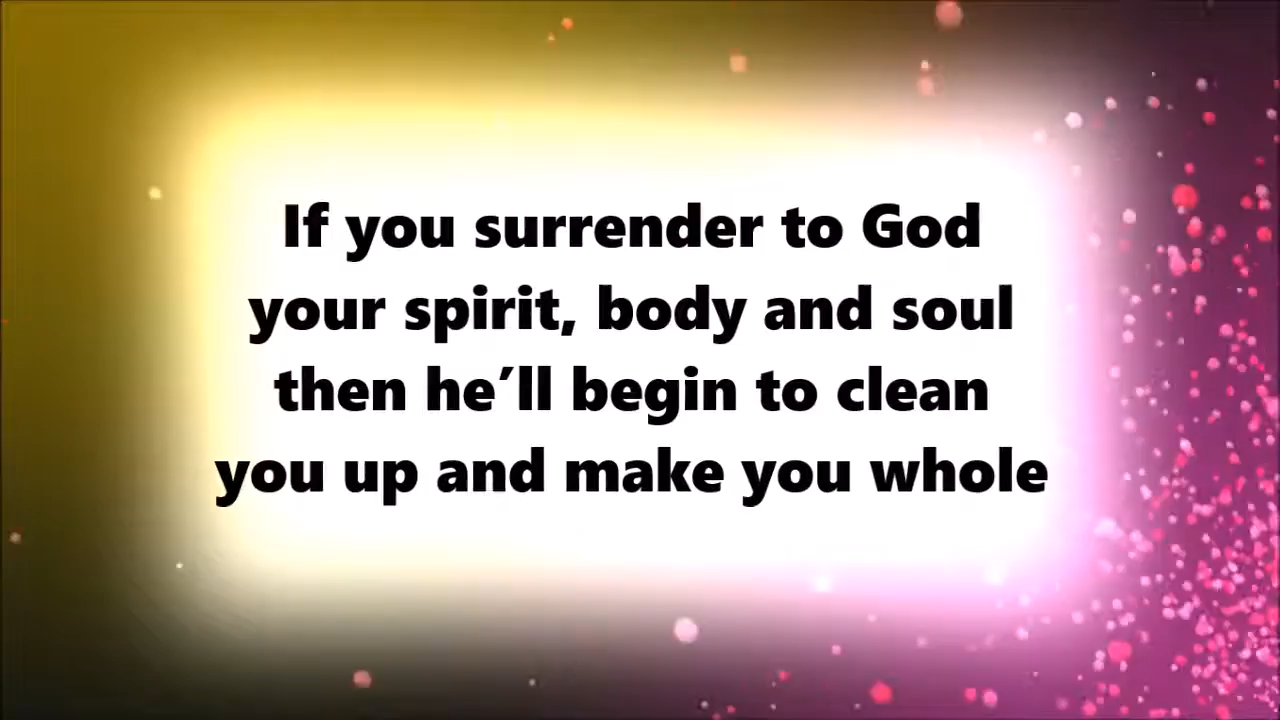 If you surrender to God
your spirit, body and soul
then he’ll begin to clean
you up and make you whole